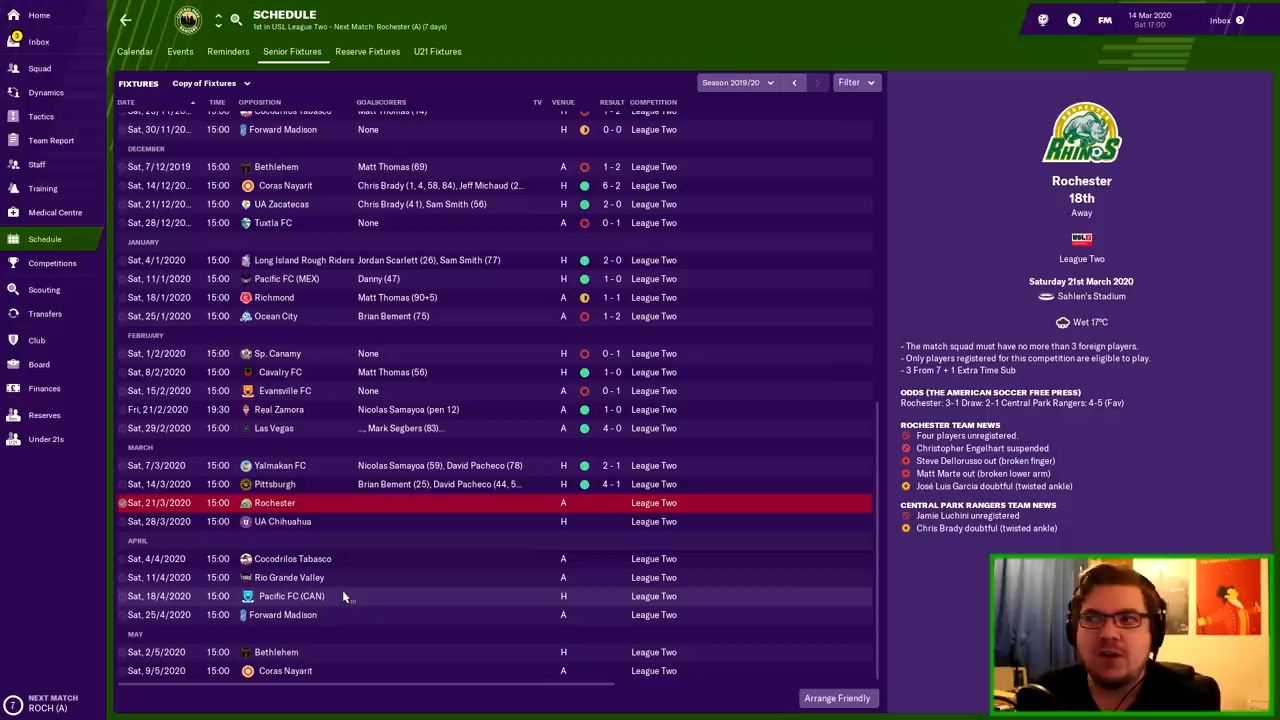 Home
Inbox
3
Squad
Dynamics
Tactics
Team Report
Staff
Training
Medical Centre
Schedule
Competitions
Scouting
Transfers
Club
Board
Finances
Reserves
Under 21s
7 NEXT MATCH
ROCH (A)
SCHEDULE
1st in USL League Two - Next Match: Rochester (A) (7 days)
? FM 14 Mar 2020
Sat 17:00 Inbox
Calendar Events Reminders Senior Fixtures Reserve Fixtures U21 Fixtures
FIXTURES Copy of Fixtures Season 2019/20 Filter
DATE TIME OPPOSITION GOALSCORERS TV VENUE RESULT COMPETITION
Cocodrilos Tabasco
Sat, 30/11/20... 15:00 Forward Madison None H 0 - 0 League Two
DECEMBER
Sat, 7/12/2019 15:00 Bethlehem Matt Thomas (69) A 1 - 2 League Two
Sat, 14/12/20... 15:00 Coras Nayarit Chris Brady (1, 4, 58, 84), Jeff Michaud (2... H 6 - 2 League Two
Sat, 21/12/20... 15:00 UA Zacatecas Chris Brady (41), Sam Smith (56) H 2 - 0 League Two
Sat, 28/12/20... 15:00 Tuxtla FC None A 0 - 1 League Two
JANUARY
Sat, 4/1/2020 15:00 Long Island Rough Riders Jordan Scarlett (26), Sam Smith (77) H 2 - 0 League Two
Sat, 11/1/2020 15:00 Pacific FC (MEX) Danny (47) H 1 - 0 League Two
Sat, 18/1/2020 15:00 Richmond Matt Thomas (90+5) A 1 - 1 League Two
Sat, 25/1/2020 15:00 Ocean City Brian Bement (75) A 1 - 2 League Two
FEBRUARY
Sat, 1/2/2020 15:00 Sp. Canamy None H 0 - 1 League Two
Sat, 8/2/2020 15:00 Cavalry FC Matt Thomas (56) H 1 - 0 League Two
Sat, 15/2/2020 15:00 Evansville FC None A 0 - 1 League Two
Fri, 21/2/2020 19:30 Real Zamora Nicolas Samayoa (pen 12) A 1 - 0 League Two
Sat, 29/2/2020 15:00 Las Vegas ..., Mark Segbers (83)... A 4 - 0 League Two
MARCH
Sat, 7/3/2020 15:00 Yalmakan FC Nicolas Samayoa (59), David Pacheco (78) H 2 - 1 League Two
Sat, 14/3/2020 15:00 Pittsburgh Brian Bement (25), David Pacheco (44, 5... H 4 - 1 League Two
Sat, 21/3/2020 15:00 Rochester A League Two
Sat, 28/3/2020 15:00 UA Chihuahua H League Two
APRIL
Sat, 4/4/2020 15:00 Cocodrilos Tabasco A League Two
Sat, 11/4/2020 15:00 Rio Grande Valley A League Two
Sat, 18/4/2020 15:00 Pacific FC (CAN) H League Two
Sat, 25/4/2020 15:00 Forward Madison A League Two
MAY
Sat, 2/5/2020 15:00 Bethlehem H League Two
Sat, 9/5/2020 15:00 Coras Nayarit A League Two
Arrange Friendly
ROCHESTER
RHINOS
Rochester
18th
Away
League Two
Saturday 21st March 2020
Sahlen's Stadium
Wet 17ºC
- The match squad must have no more than 3 foreign players.
- Only players registered for this competition are eligible to play.
- 3 From 7 + 1 Extra Time Sub
ODDS (THE AMERICAN SOCCER FREE PRESS)
Rochester: 3-1 Draw: 2-1 Central Park Rangers: 4-5 (Fav)
ROCHESTER TEAM NEWS
Four players unregistered.
Christopher Engelhart suspended
Steve Dellorusso out (broken finger)
Matt Marte out (broken lower arm)
José Luis Garcia doubtful (twisted ankle)
CENTRAL PARK RANGERS TEAM NEWS
Jamie Luchini unregistered
Chris Brady doubtful (twisted ankle)